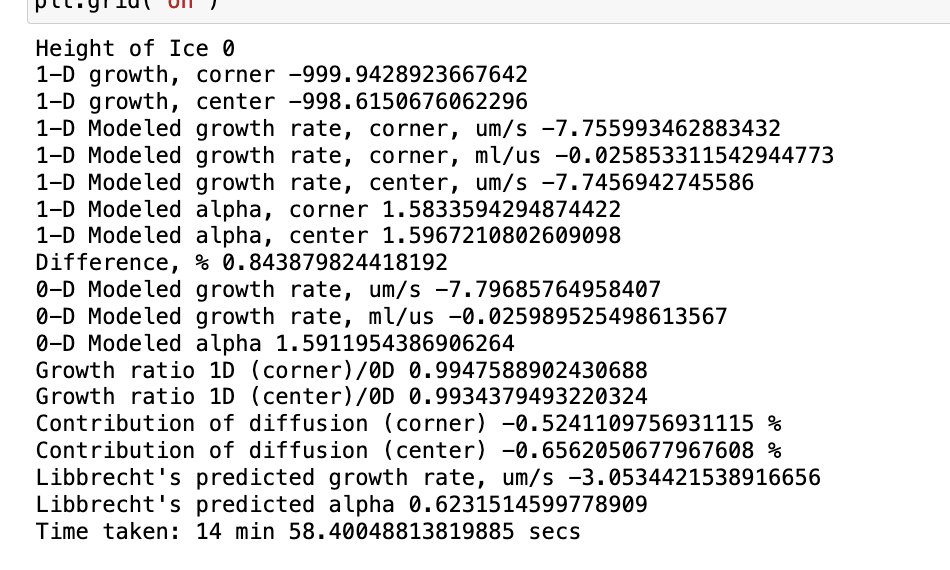 plt.grid("on")
Height of Ice 0
1-D growth, corner -999.9428923667642
1-D growth, center -998.6150676062296
1-D Modeled growth rate, corner, um/s -7.755993462883432
1-D Modeled growth rate, corner, ml/us -0.025853311542944773
1-D Modeled growth rate, center, um/s -7.7456942745586
1-D Modeled alpha, corner 1.5833594294874422
1-D Modeled alpha, center 1.5967210802609098
Difference, % 0.843879824418192
0-D Modeled growth rate, um/s -7.79685764958407
0-D Modeled growth rate, ml/us -0.025989525498613567
0-D Modeled alpha 1.5911954386906264
Growth ratio 1D (corner)/0D 0.9947588902430688
Growth ratio 1D (center)/0D 0.9934379493220324
Contribution of diffusion (corner) -0.5241109756931115 %
Contribution of diffusion (center) -0.6562050677967608 %
Libbrecht's predicted growth rate, um/s -3.0534421538916656
Libbrecht's predicted alpha 0.6231514599778909
Time taken: 14 min 58.40048813819885 secs